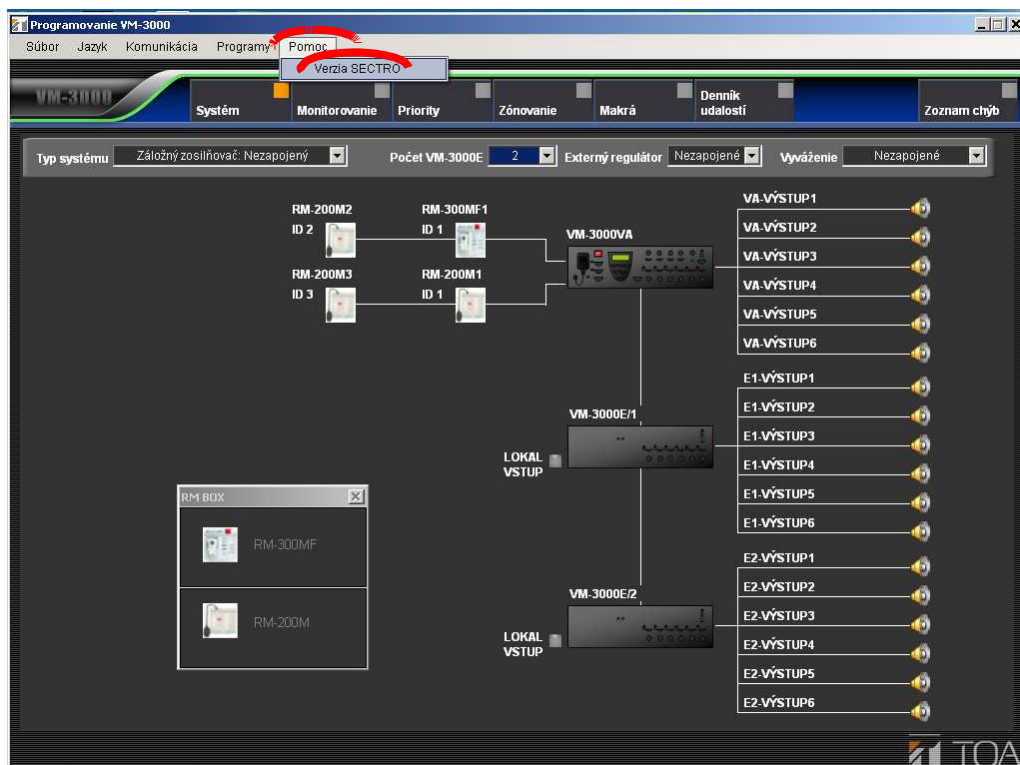 Programovanie VM-3000
Súbor Jazyk Komunikácia Programy Pomoc
Verzia SECTRO
VM-3000
Systém Monitorovanie Priority Zónovanie Makrá Denník udalostí Zoznam chýb
Typ systému Záložný zosilňovač: Nezapojený Počet VM-3000E 2 Externý regulátor Nezapojené Vyváženie Nezapojené
RM-200M2 RM-300MF1
ID 2 ID 1
RM-200M3 RM-200M1
ID 3 ID 1
VM-3000VA
VA-VÝSTUP1
VA-VÝSTUP2
VA-VÝSTUP3
VA-VÝSTUP4
VA-VÝSTUP5
VA-VÝSTUP6
VM-3000E/1
LOKAL
VSTUP
E1-VÝSTUP1
E1-VÝSTUP2
E1-VÝSTUP3
E1-VÝSTUP4
E1-VÝSTUP5
E1-VÝSTUP6
RM BOX
RM-300MF
RM-200M
VM-3000E/2
LOKAL
VSTUP
E2-VÝSTUP1
E2-VÝSTUP2
E2-VÝSTUP3
E2-VÝSTUP4
E2-VÝSTUP5
E2-VÝSTUP6
TOA